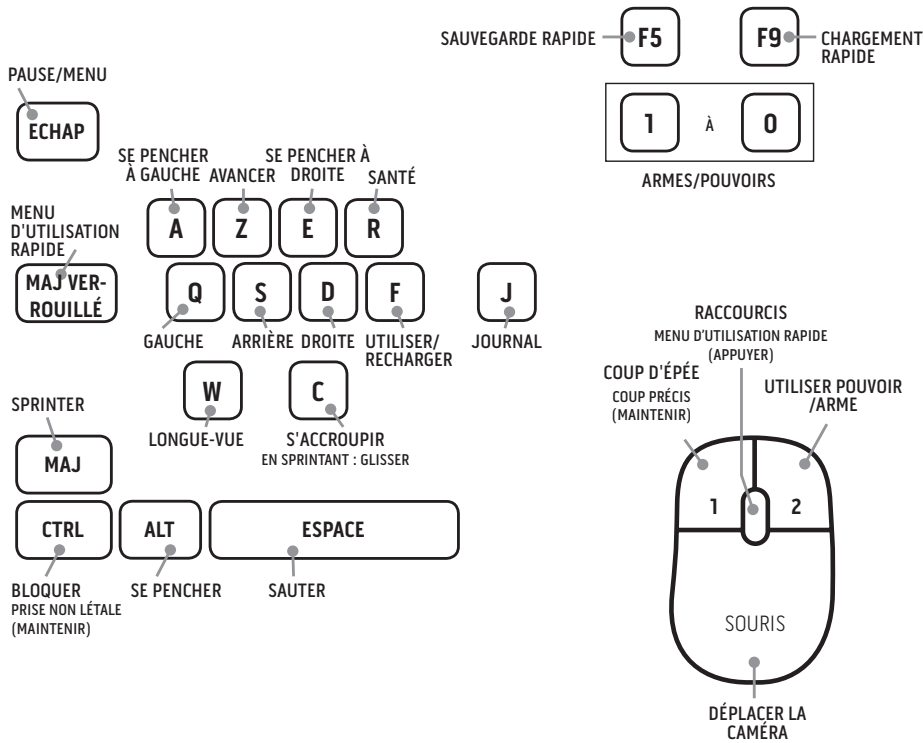 SAUVEGARDE RAPIDE
F5
F9
CHARGEMENT
RAPIDE
PAUSE/MENU
ECHAP
1
À
0
ARMES/POUVOIRS
SE PENCHER
À GAUCHE
AVANCER
SE PENCHER À
DROITE
SANTÉ
A
Z
E
R
MENU
D'UTILISATION
RAPIDE
MAJ VER-
ROUILLÉ
Q
S
D
F
J
GAUCHE
ARRIÈRE
DROITE
UTILISER/
RECHARGER
JOURNAL
W
C
LONGUE-VUE
S'ACCROUPIR
EN SPRINTANT : GLISSER
SPRINTER
MAJ
CTRL
ALT
ESPACE
BLOQUER
PRISE NON LÉTALE
(MAINTENIR)
SE PENCHER
SAUTER
RACCOURCIS
MENU D'UTILISATION RAPIDE
(APPUYER)
COUP D'ÉPÉE
COUP PRÉCIS
(MAINTENIR)
UTILISER POUVOIR
/ARME
1
2
SOURIS
DÉPLACER LA
CAMÉRA